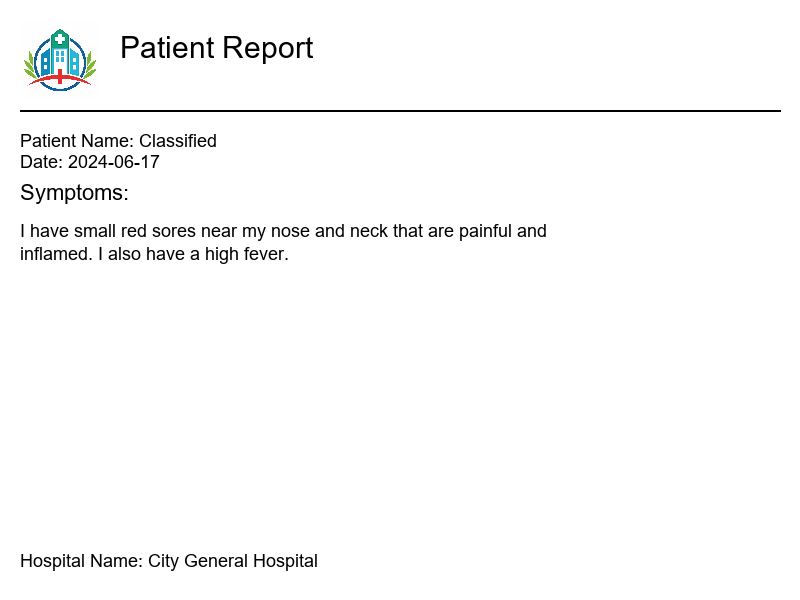 Patient Report
Patient Name: Classified
Date: 2024-06-17
Symptoms:
I have small red sores near my nose and neck that are painful and
inflamed. I also have a high fever.
Hospital Name: City General Hospital